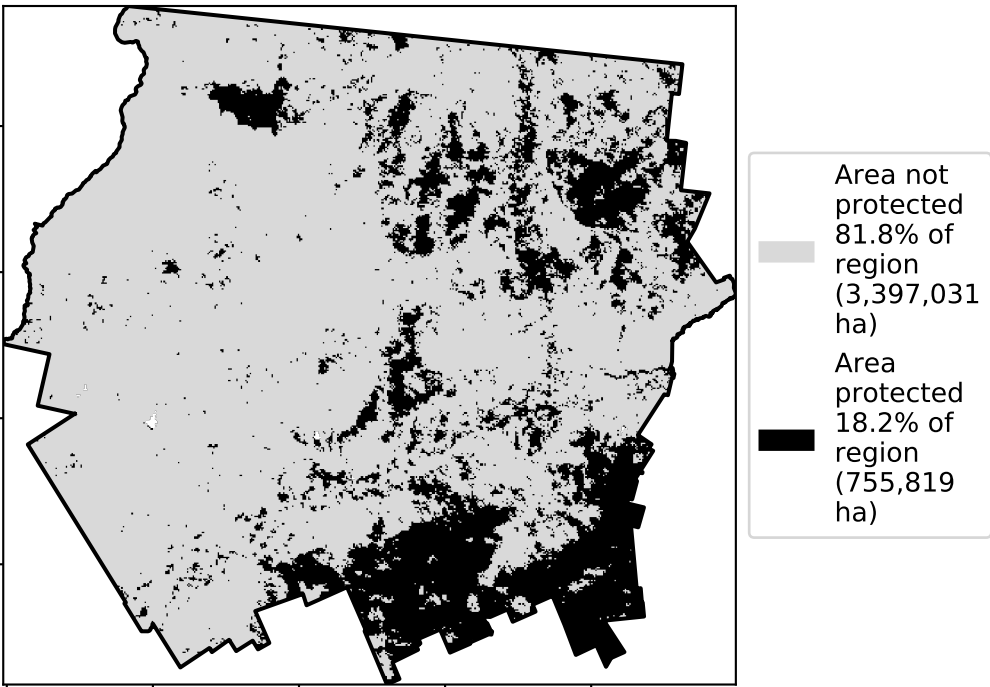 Area not
protected
81.8% of
region
(3,397,031
ha)
Area
protected
18.2% of
region
(755,819
ha)